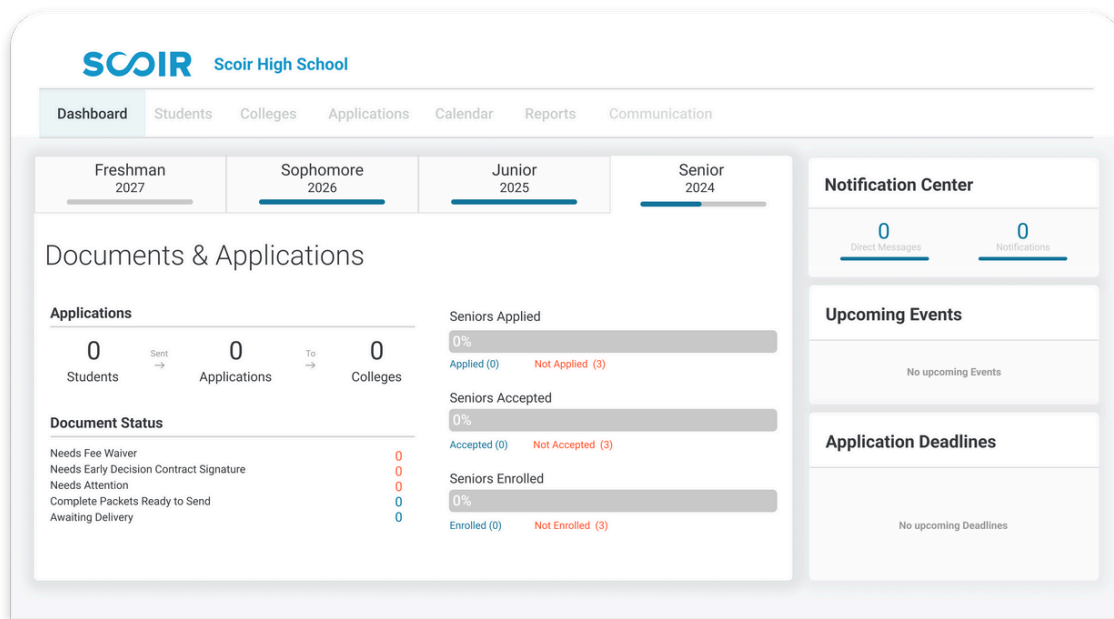 SCOIR Scoir High School
Dashboard Students Colleges Applications Calendar Reports Communication
Freshman
2027
Sophomore
2026
Junior
2025
Senior
2024
Documents & Applications
Applications
0 Sent → 0 To → 0
Students Applications Colleges
Document Status
Needs Fee Waiver 0
Needs Early Decision Contract Signature 0
Needs Attention 0
Complete Packets Ready to Send 0
Awaiting Delivery 0
Seniors Applied
0%
Applied (0) Not Applied (3)
Seniors Accepted
0%
Accepted (0) Not Accepted (3)
Seniors Enrolled
0%
Enrolled (0) Not Enrolled (3)
Notification Center
0 0
Direct Messages Notifications
Upcoming Events
No upcoming Events
Application Deadlines
No upcoming Deadlines